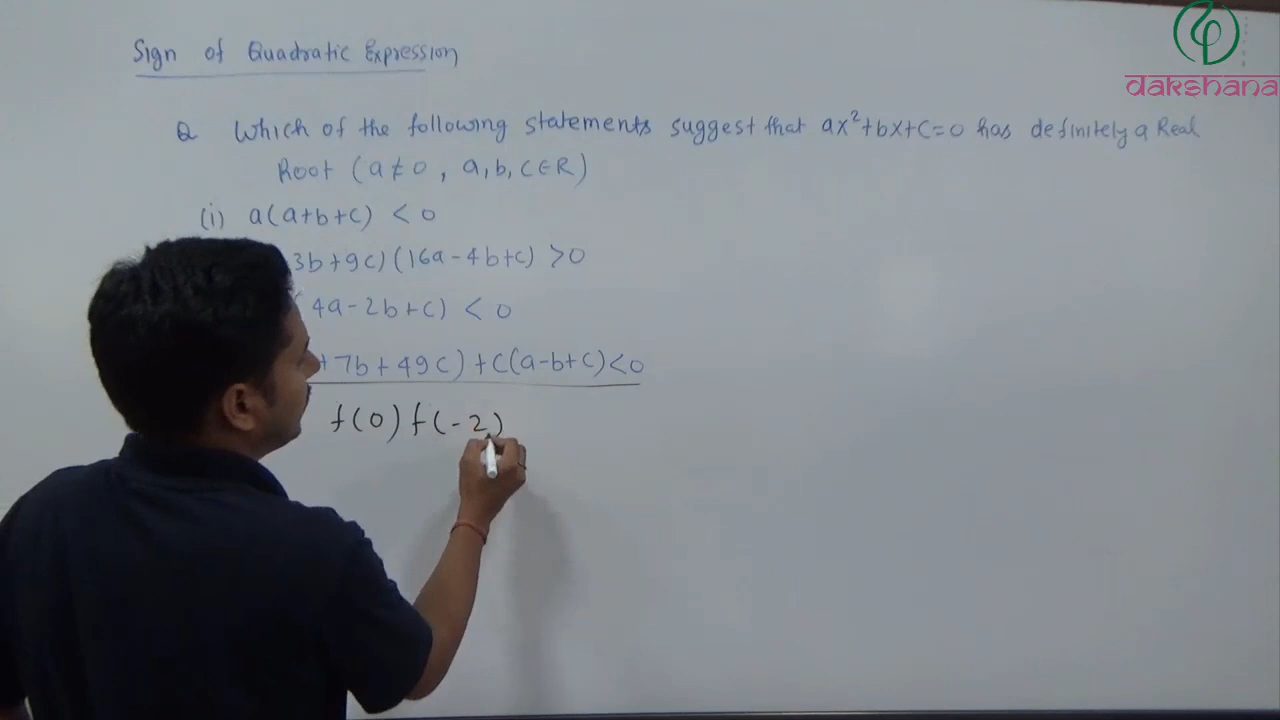 dakshana
Sign of Quadratic Expression
Q Which of the following statements suggest that ax²+bx+c=0 has definitely a Real
Root (a≠0, a,b,c∈R)
(i) a(a+b+c) < 0
3b+9c)(16a-4b+c) >0
(4a-2b+c) < 0
+7b+49c)+c(a-b+c)<0
f(0) f(-2)